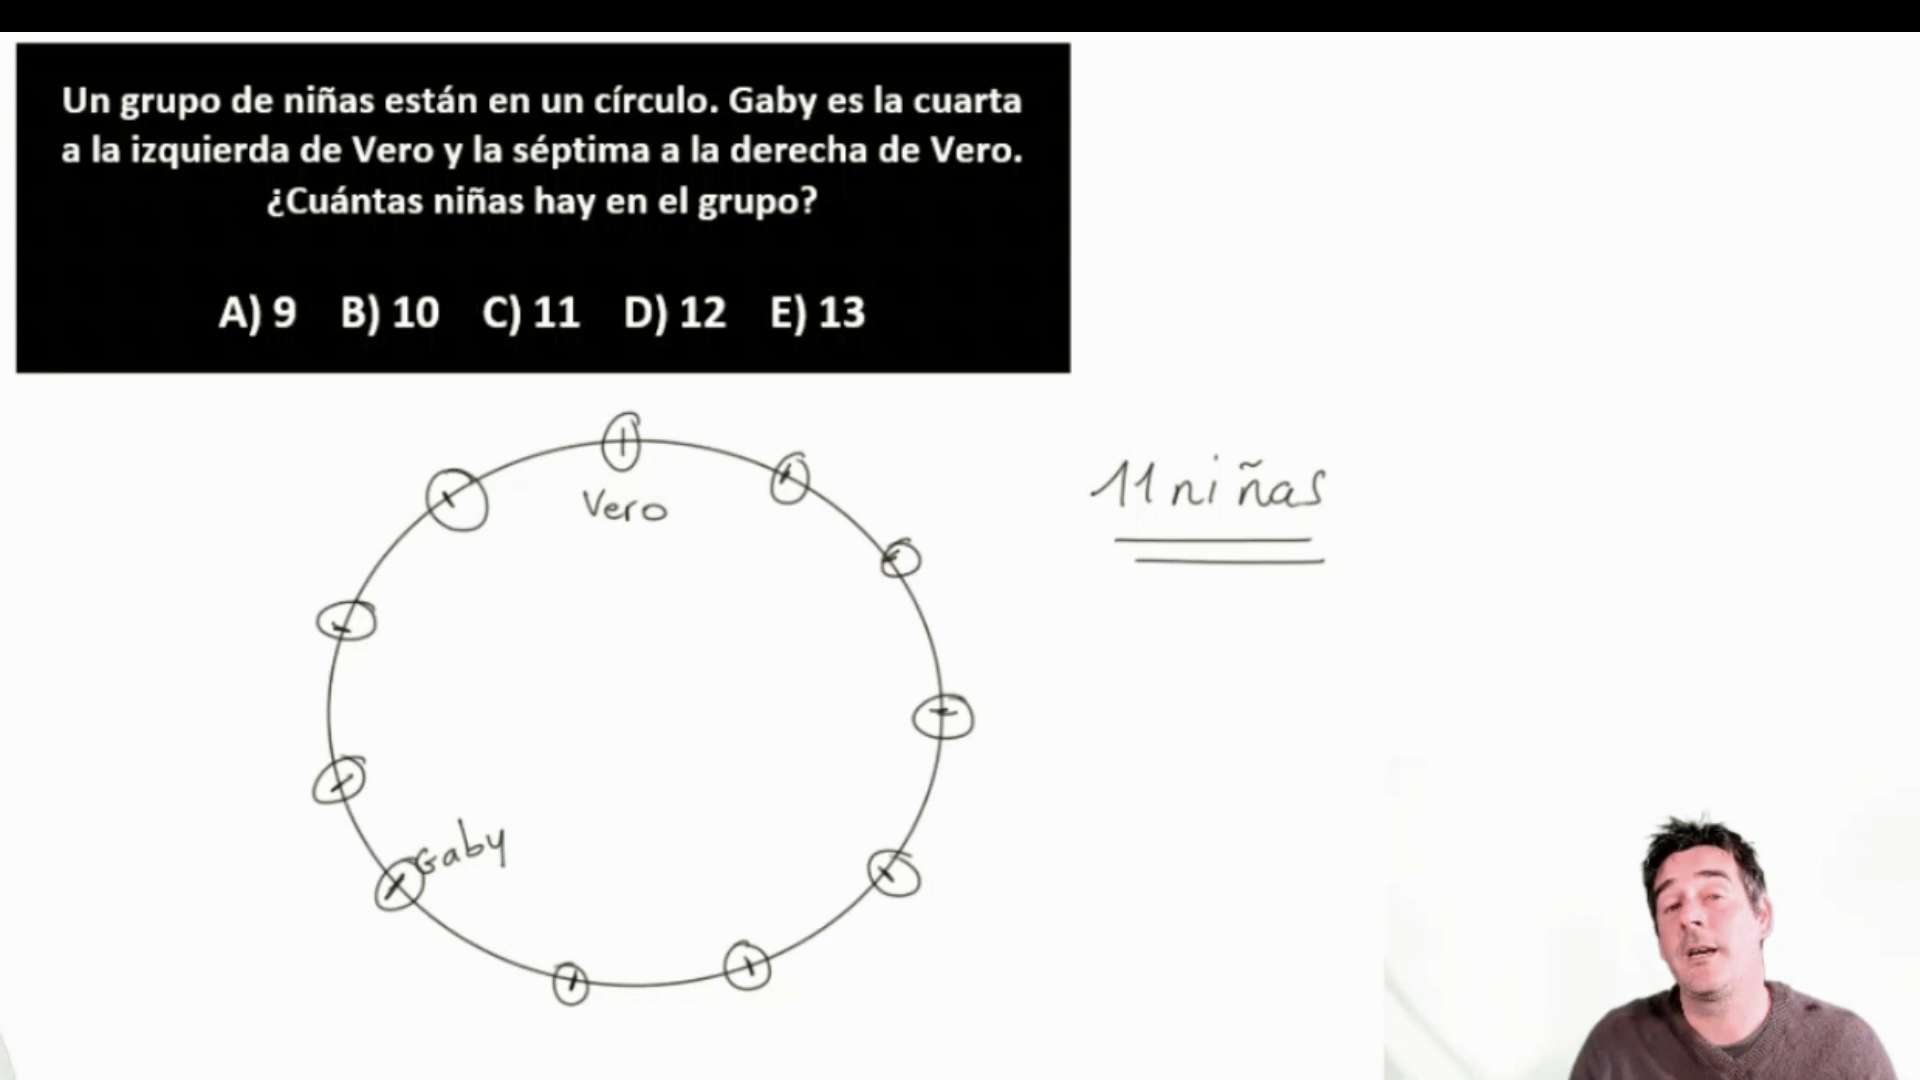 Un grupo de niñas están en un círculo. Gaby es la cuarta
a la izquierda de Vero y la séptima a la derecha de Vero.
¿Cuántas niñas hay en el grupo?
A) 9 B) 10 C) 11 D) 12 E) 13
Vero
11 niñas
Gaby